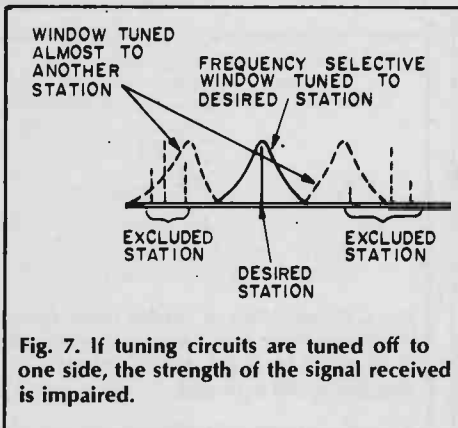 WINDOW TUNED
ALMOST TO
ANOTHER
STATION
FREQUENCY SELECTIVE
WINDOW TUNED TO
DESIRED STATION
EXCLUDED
STATION
DESIRED
STATION
EXCLUDED
STATION
Fig. 7. If tuning circuits are tuned off to
one side, the strength of the signal received
is impaired.